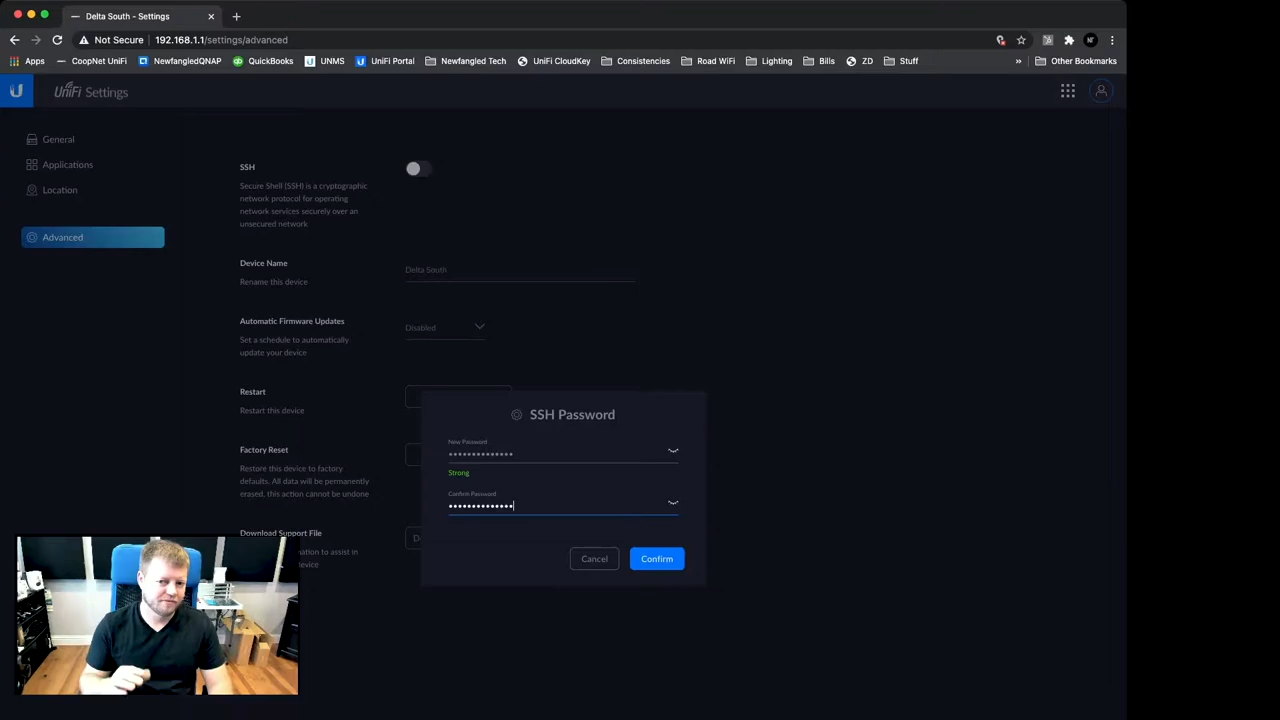 Delta South - Settings
Not Secure 192.168.1.1/settings/advanced
Apps CoopNet UniFi NewfangledQNAP QuickBooks UNMS UniFi Portal Newfangled Tech UniFi CloudKey Consistencies Road WiFi Lighting Bills ZD Stuff » Other Bookmarks
UniFi Settings
General
Applications
Location
Advanced
SSH
Secure Shell (SSH) is a cryptographic
network protocol for operating
network services securely over an
unsecured network
Device Name
Rename this device
Delta South
Automatic Firmware Updates
Set a schedule to automatically
update your device
Disabled
Restart
Restart this device
Factory Reset
Restore this device to factory
defaults. All data will be permanently
erased, this action cannot be undone
Download Support File
SSH Password
New Password
••••••••••••••
Strong
Confirm Password
••••••••••••••
Cancel
Confirm